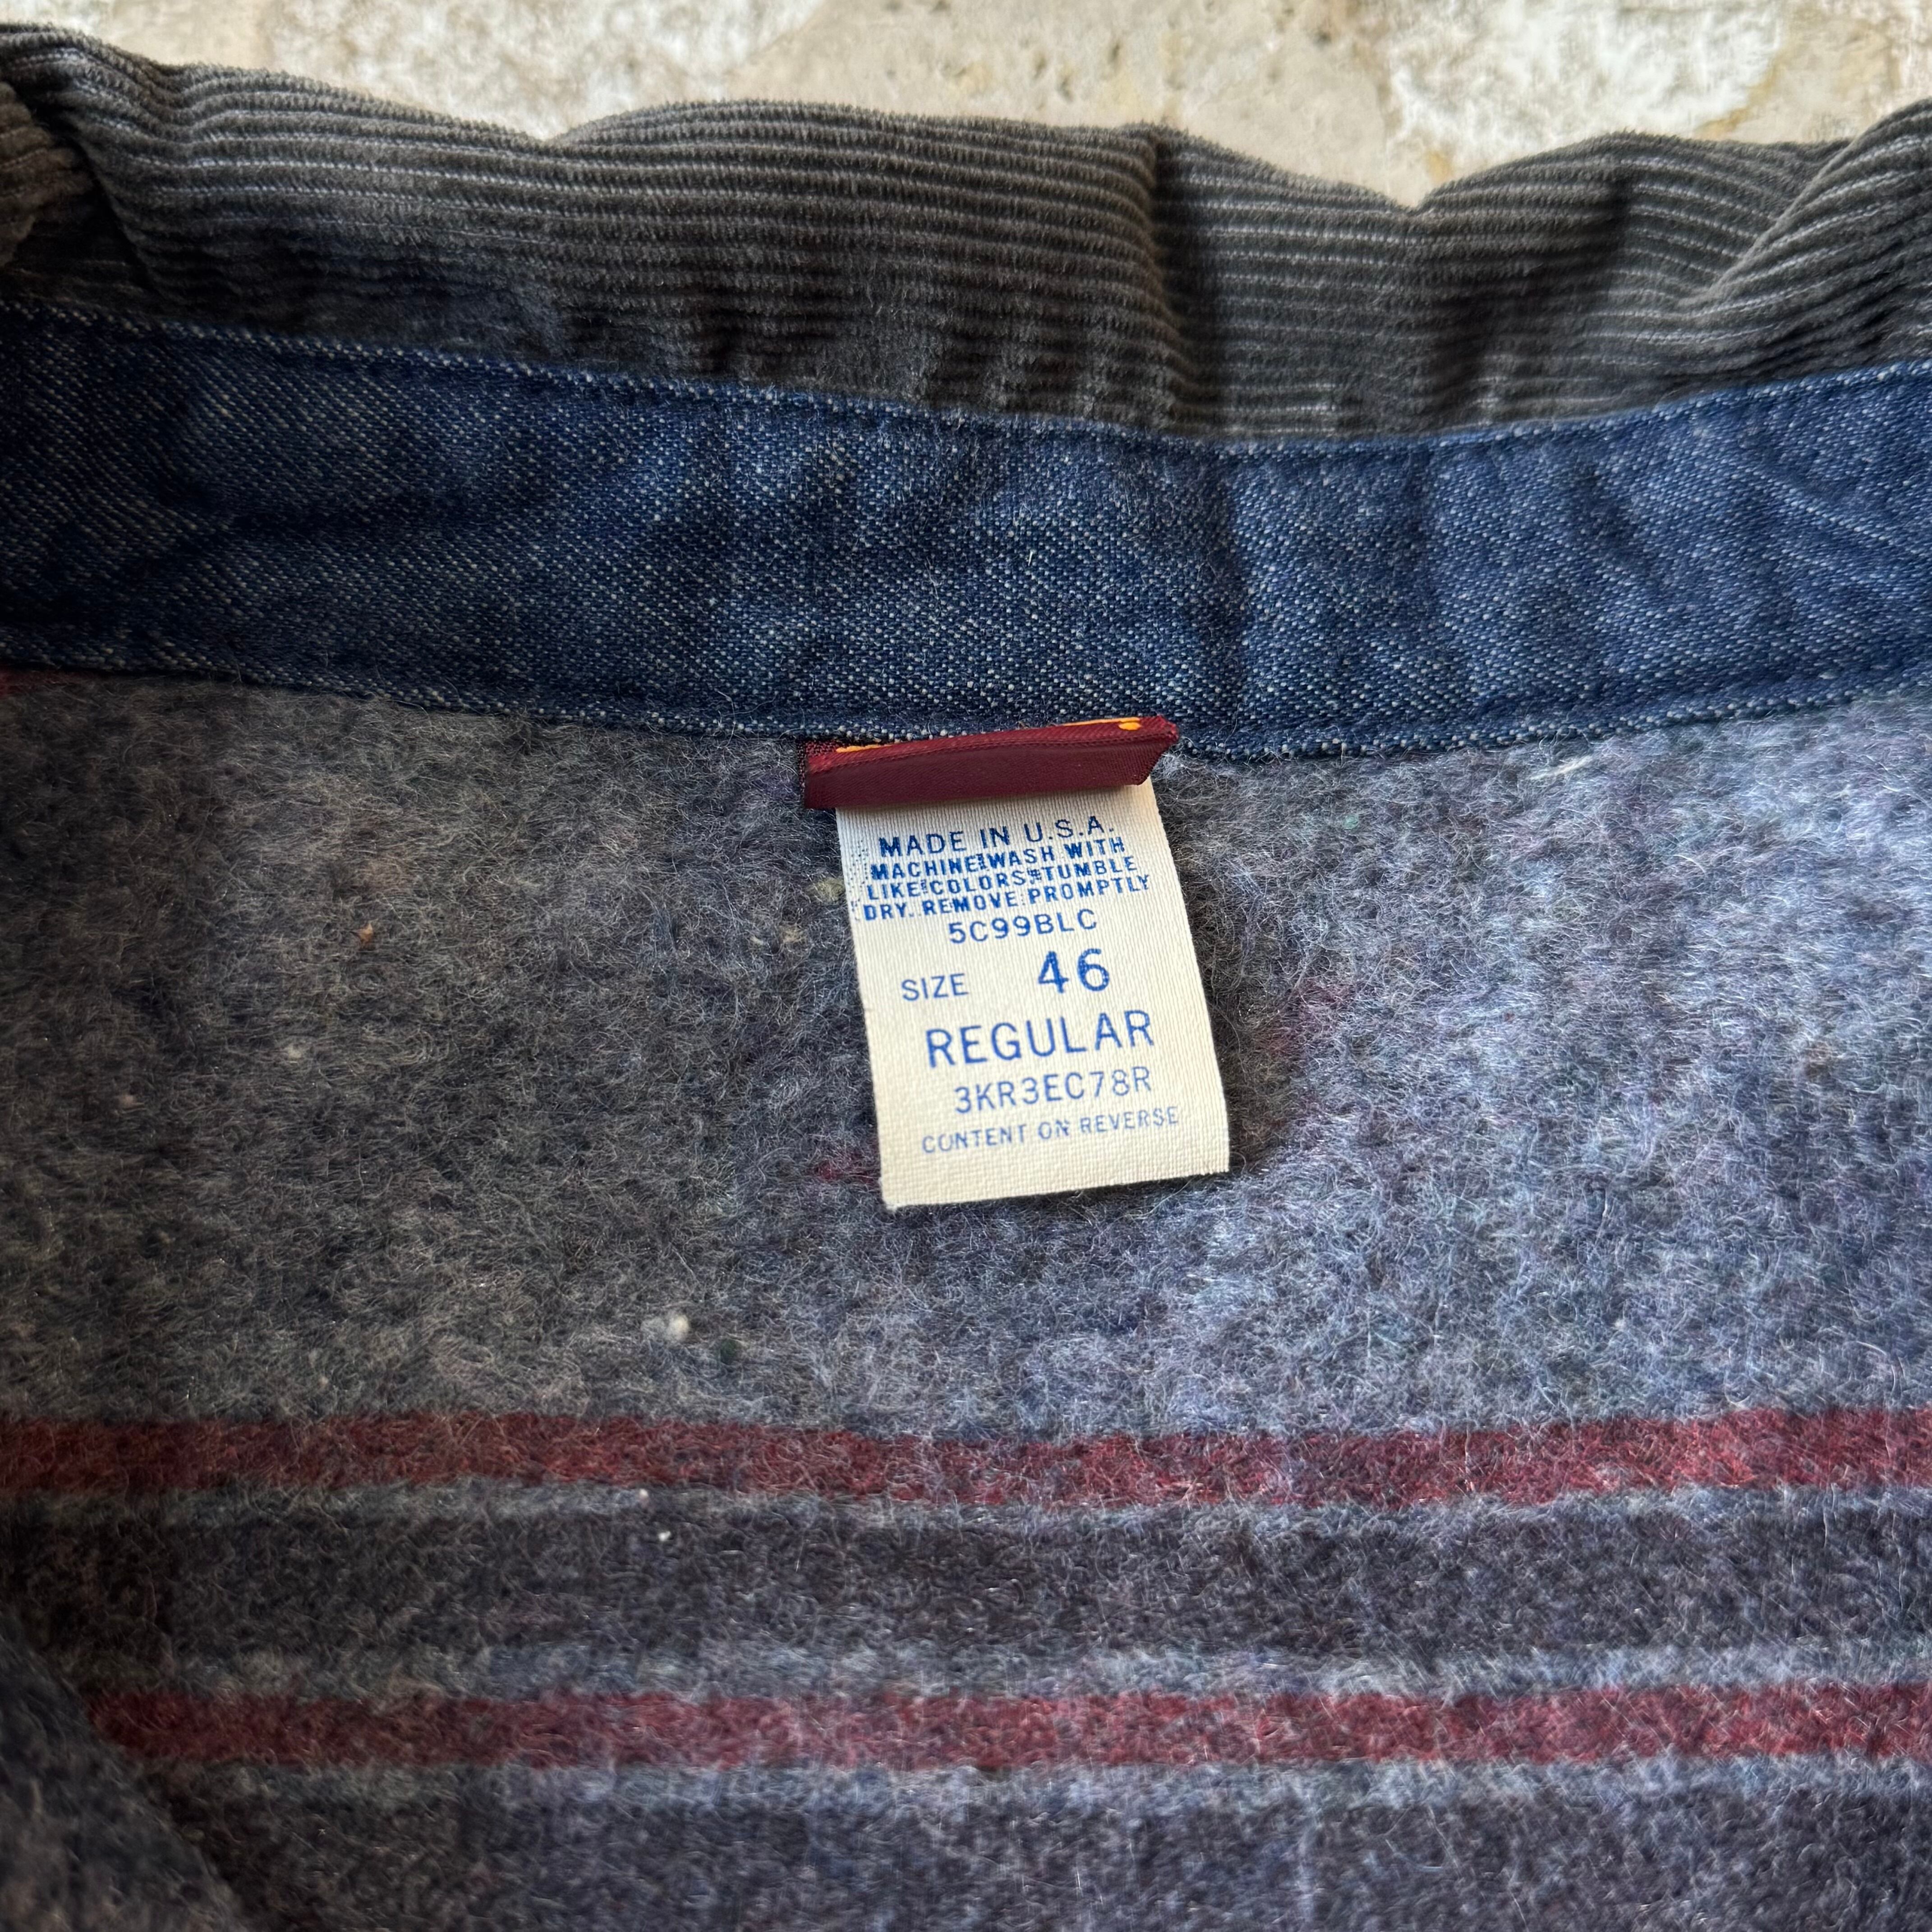 MADE IN U.S.A.
MACHINE WASH WITH
LIKE COLORS TUMBLE
DRY. REMOVE PROMPTLY
5C99BLC
SIZE 46
REGULAR
3KR3EC78R
CONTENT ON REVERSE